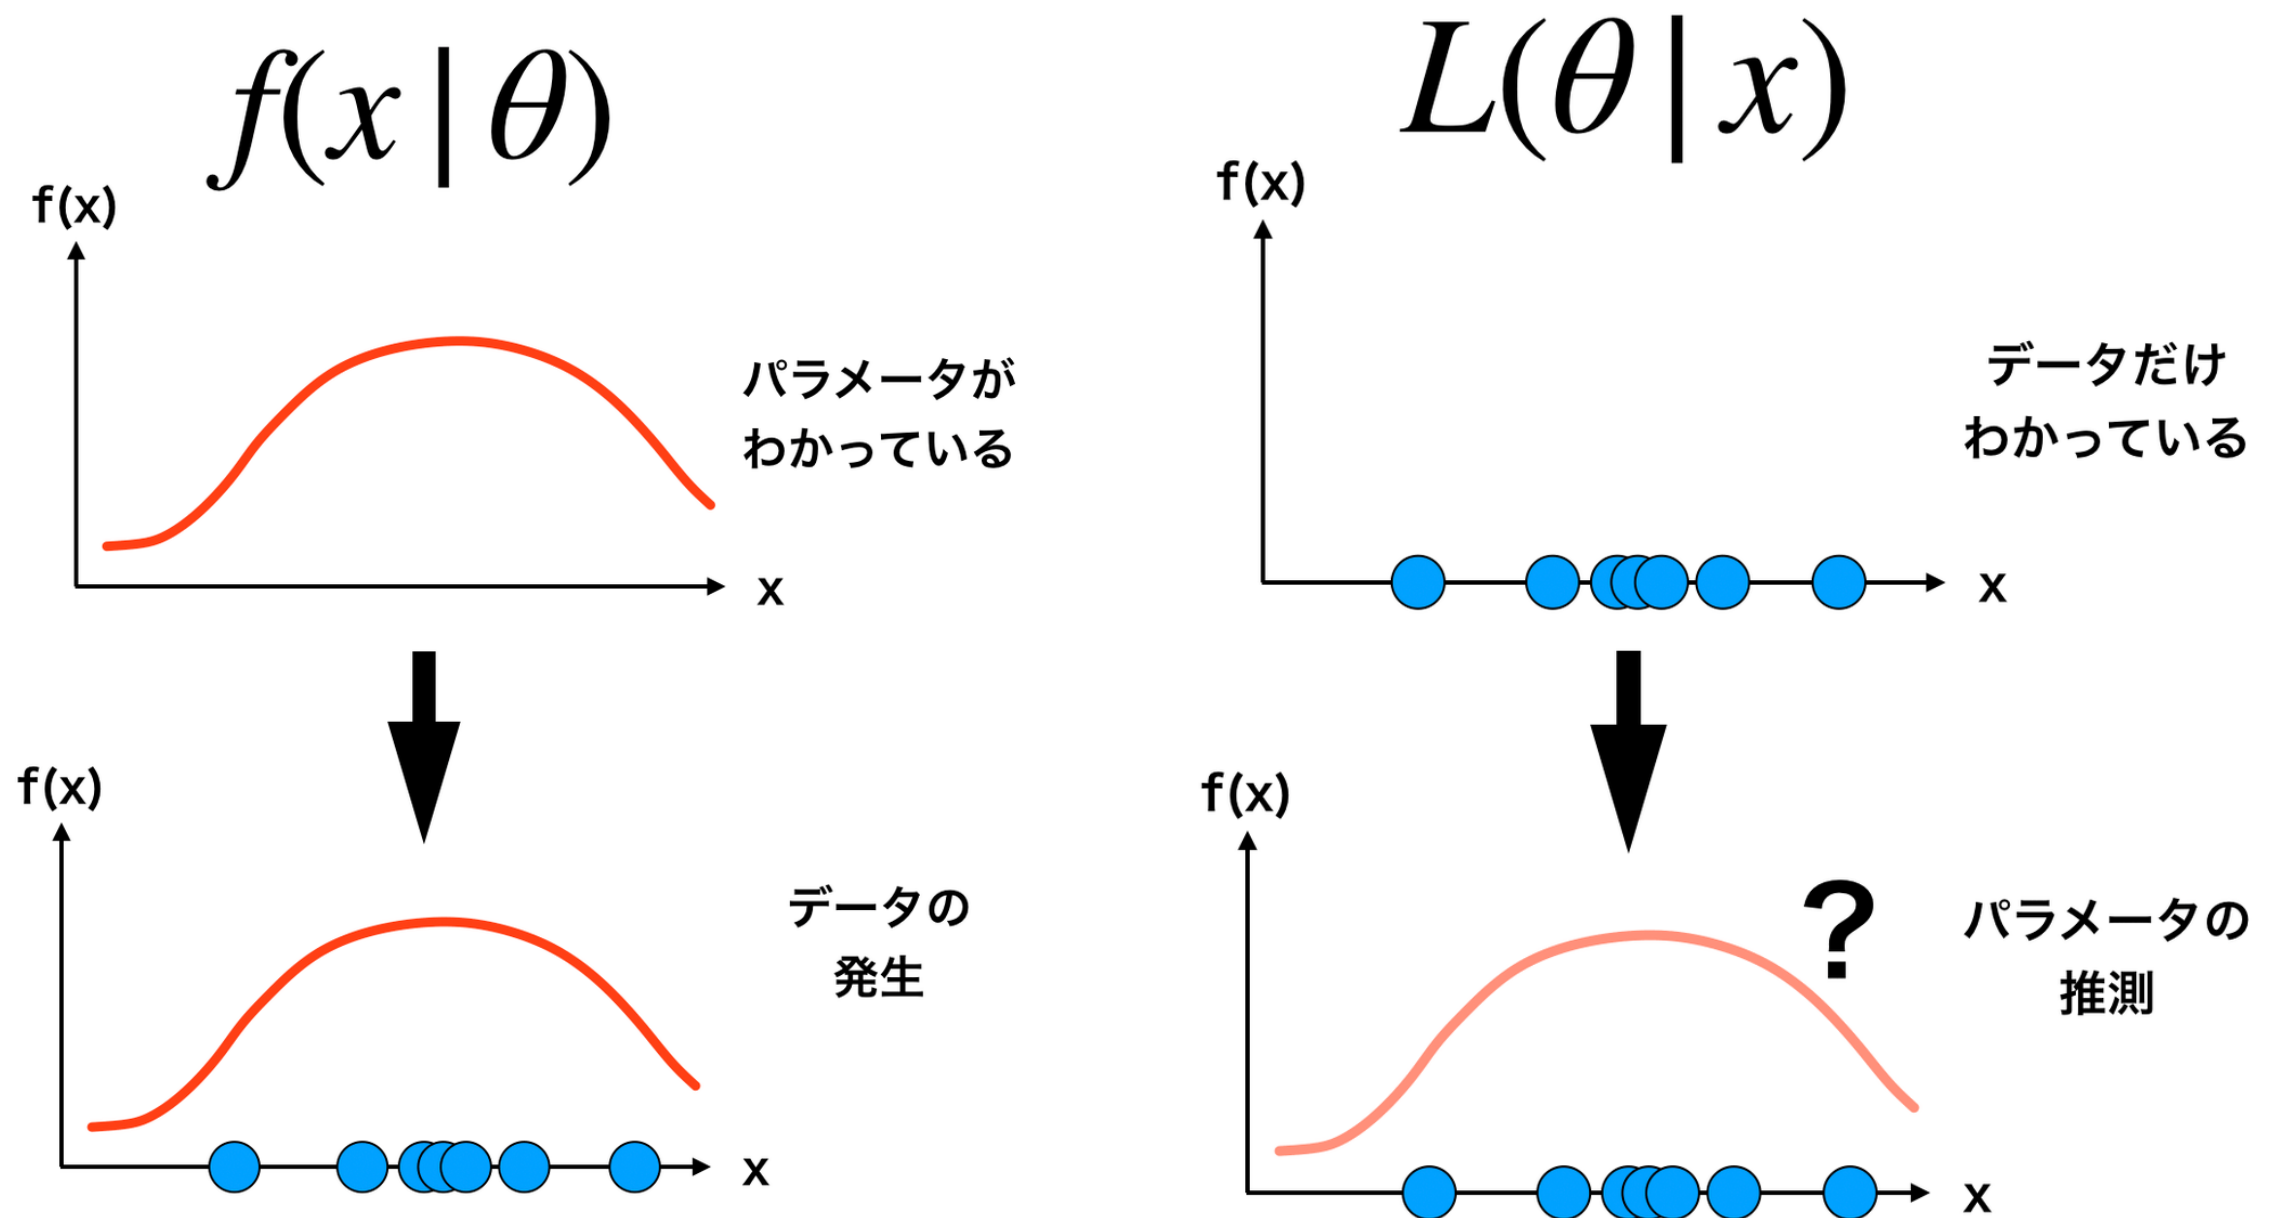 f(x|θ)
f(x)
パラメータが
わかっている
x
f(x)
データの
発生
x
L(θ|x)
f(x)
データだけ
わかっている
x
f(x)
?
パラメータの
推測
x